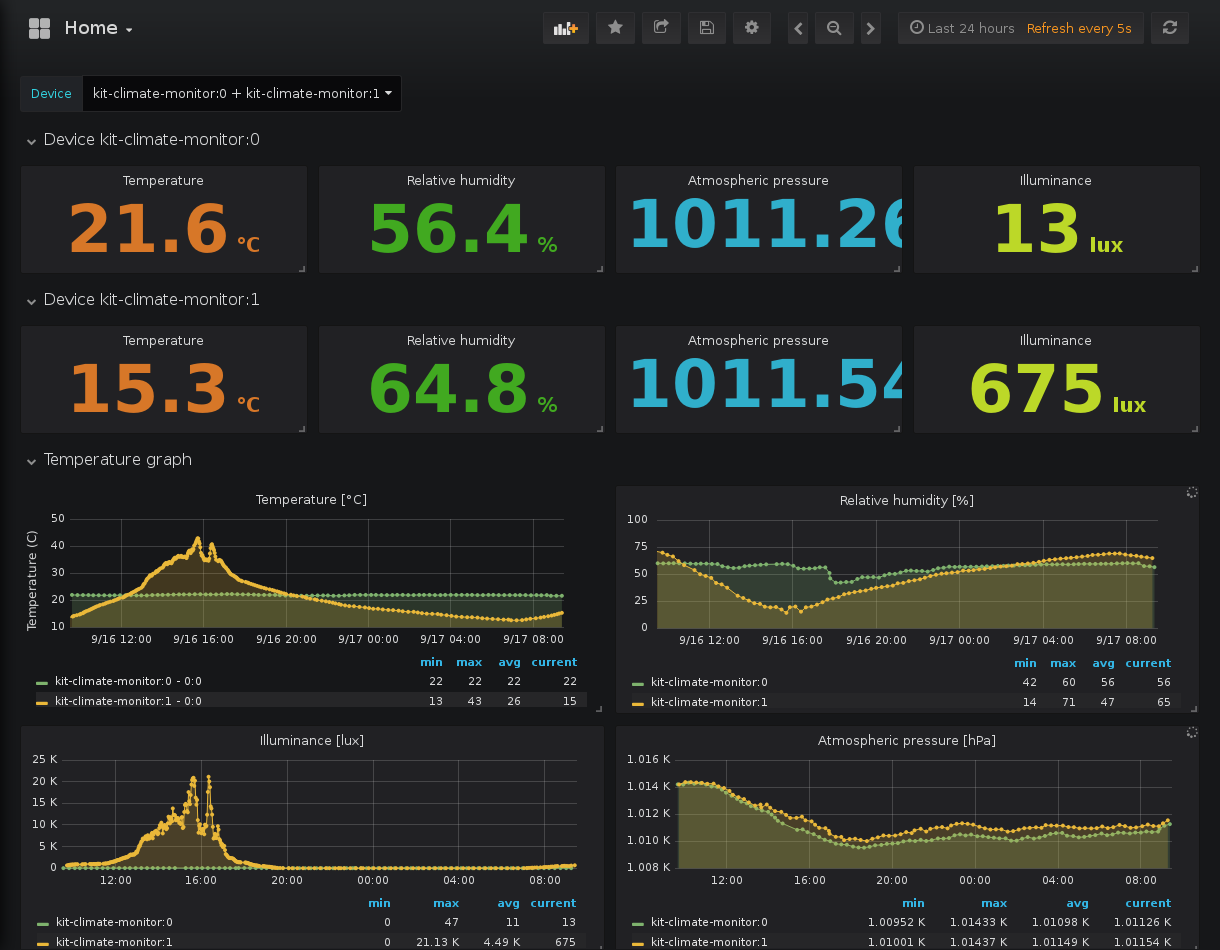 Home
Last 24 hours Refresh every 5s
Device kit-climate-monitor:0 + kit-climate-monitor:1
Device kit-climate-monitor:0
Temperature Relative humidity Atmospheric pressure Illuminance
21.6 °C 56.4 % 1011.26 13 lux
Device kit-climate-monitor:1
Temperature Relative humidity Atmospheric pressure Illuminance
15.3 °C 64.8 % 1011.54 675 lux
Temperature graph
Temperature [°C]
Temperature (C)
50
40
30
20
10
9/16 12:00 9/16 16:00 9/16 20:00 9/17 00:00 9/17 04:00 9/17 08:00
min max avg current
kit-climate-monitor:0 - 0:0 22 22 22 22
kit-climate-monitor:1 - 0:0 13 43 26 15
Relative humidity [%]
100
75
50
25
0
9/16 12:00 9/16 16:00 9/16 20:00 9/17 00:00 9/17 04:00 9/17 08:00
min max avg current
kit-climate-monitor:0 42 60 56 56
kit-climate-monitor:1 14 71 47 65
Illuminance [lux]
25 K
20 K
15 K
10 K
5 K
0
12:00 16:00 20:00 00:00 04:00 08:00
min max avg current
kit-climate-monitor:0 0 47 11 13
kit-climate-monitor:1 0 21.13 K 4.49 K 675
Atmospheric pressure [hPa]
1.016 K
1.014 K
1.012 K
1.010 K
1.008 K
12:00 16:00 20:00 00:00 04:00 08:00
min max avg current
kit-climate-monitor:0 1.00952 K 1.01433 K 1.01098 K 1.01126 K
kit-climate-monitor:1 1.01001 K 1.01437 K 1.01149 K 1.01154 K